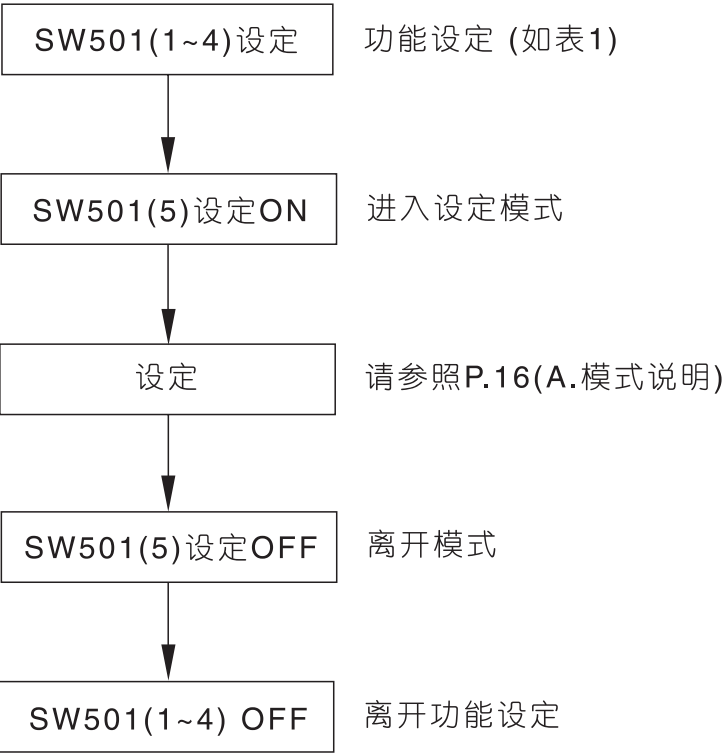 SW501(1~4)设定 功能设定 (如表1)
SW501(5)设定ON 进入设定模式
设定 请参照P.16(A.模式说明)
SW501(5)设定OFF 离开模式
SW501(1~4) OFF 离开功能设定